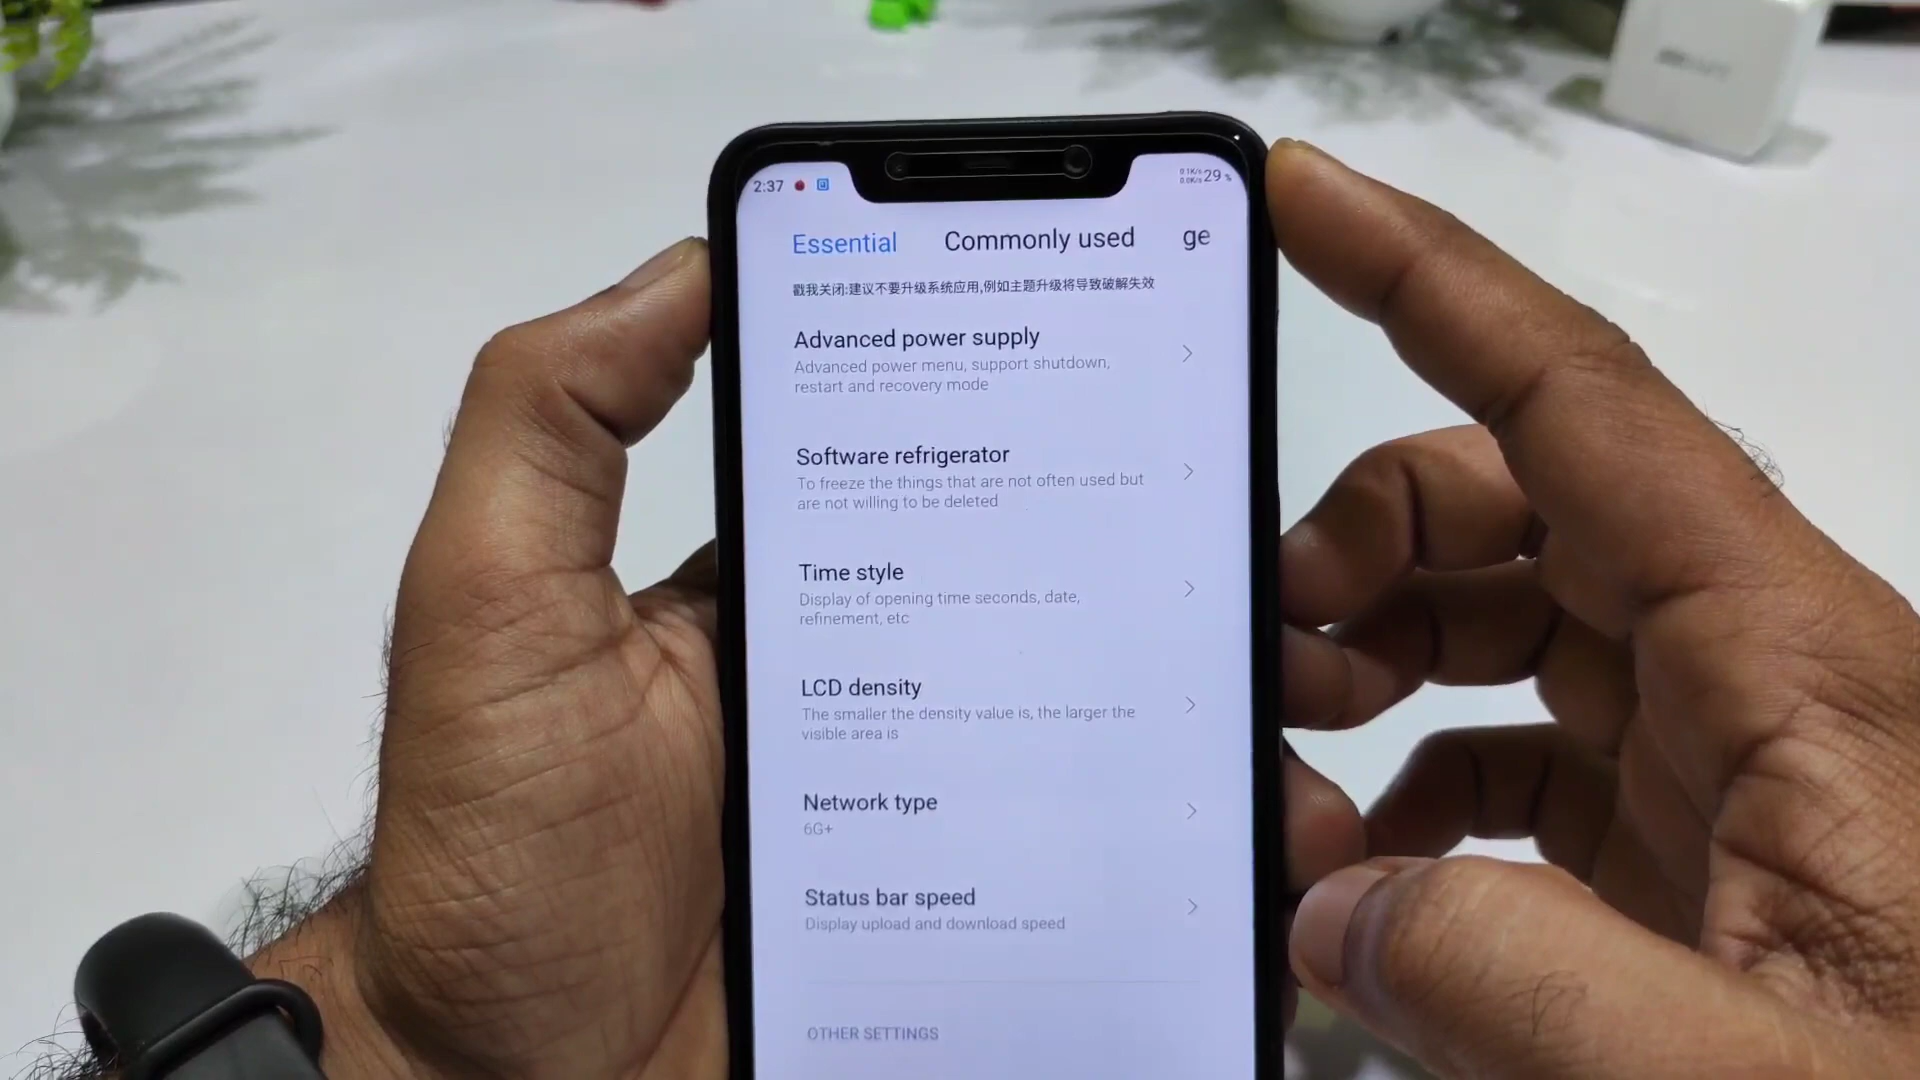 2:37
0.1K/s
0.0K/s
29 %
Essential Commonly used ge
戳我关闭:建议不要升级系统应用,例如主题升级将导致破解失效
Advanced power supply
Advanced power menu, support shutdown,
restart and recovery mode
Software refrigerator
To freeze the things that are not often used but
are not willing to be deleted
Time style
Display of opening time seconds, date,
refinement, etc
LCD density
The smaller the density value is, the larger the
visible area is
Network type
6G+
Status bar speed
Display upload and download speed
OTHER SETTINGS